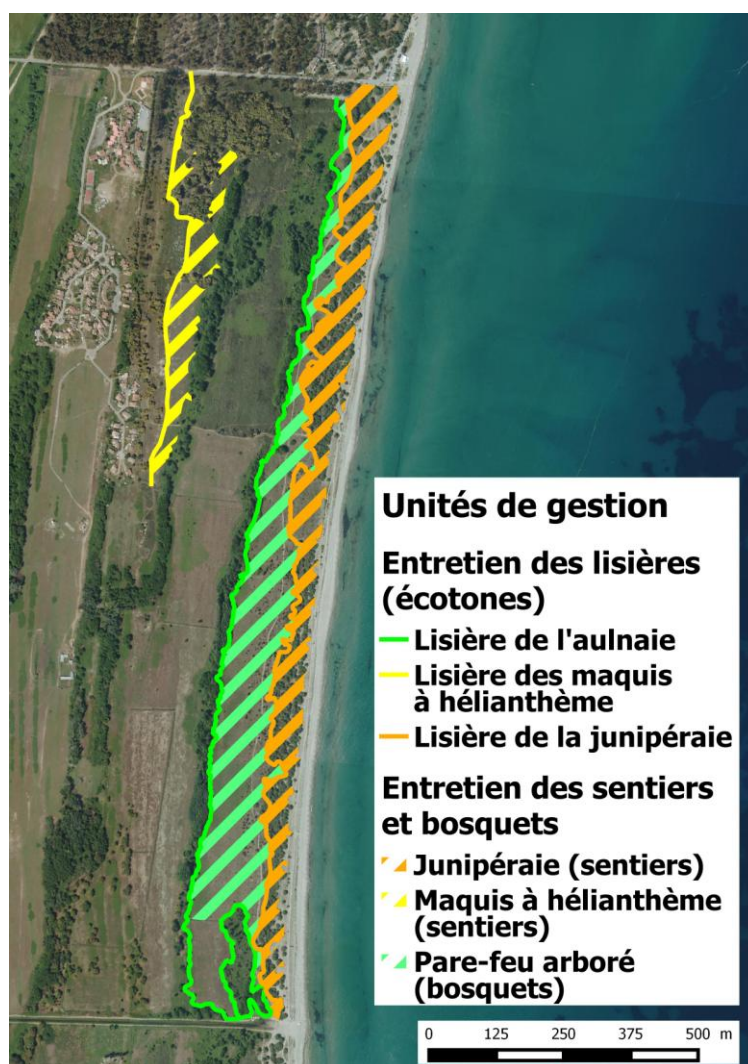 Unités de gestion
Entretien des lisières
(écotones)
Lisière de l'aulnaie
Lisière des maquis
à hélianthème
Lisière de la junipéraie
Entretien des sentiers
et bosquets
Junipéraie (sentiers)
Maquis à hélianthème
(sentiers)
Pare-feu arboré
(bosquets)
0 125 250 375 500 m